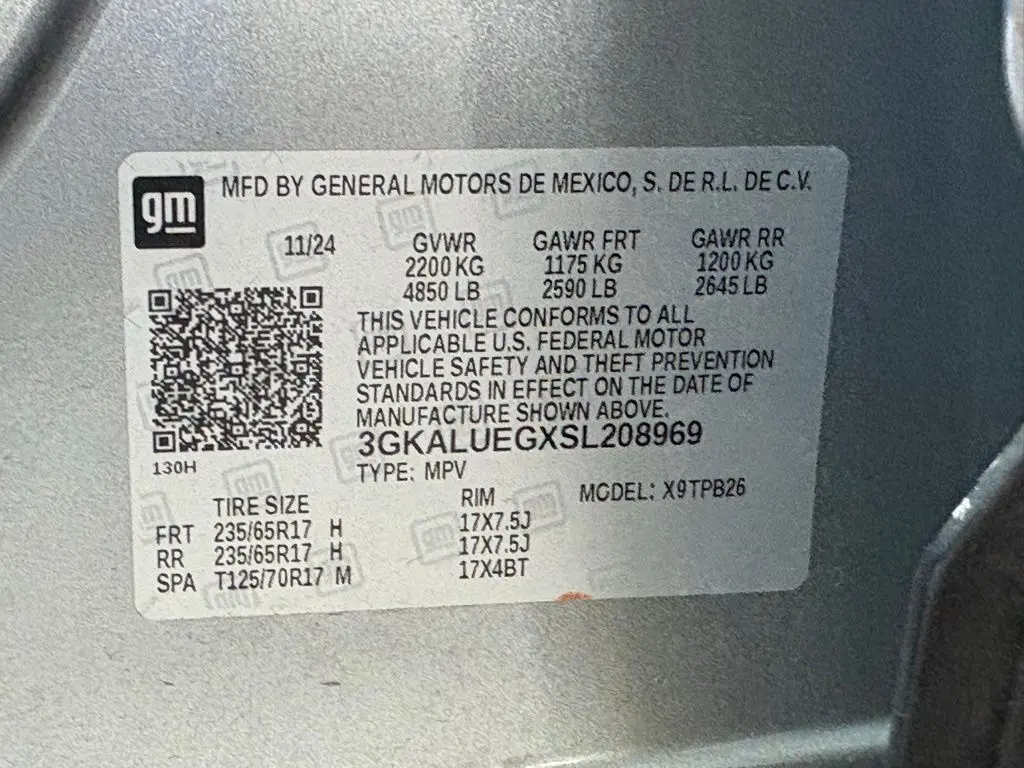 gm
MFD BY GENERAL MOTORS DE MEXICO, S. DE R.L. DE C.V.
11/24 GVWR GAWR FRT GAWR RR
2200 KG 1175 KG 1200 KG
4850 LB 2590 LB 2645 LB
THIS VEHICLE CONFORMS TO ALL
APPLICABLE U.S. FEDERAL MOTOR
VEHICLE SAFETY AND THEFT PREVENTION
STANDARDS IN EFFECT ON THE DATE OF
MANUFACTURE SHOWN ABOVE.
3GKALUEGXSL208969
130H
TYPE: MPV
MODEL: X9TPB26
TIRE SIZE RIM
FRT 235/65R17 H 17X7.5J
RR 235/65R17 H 17X7.5J
SPA T125/70R17 M 17X4BT